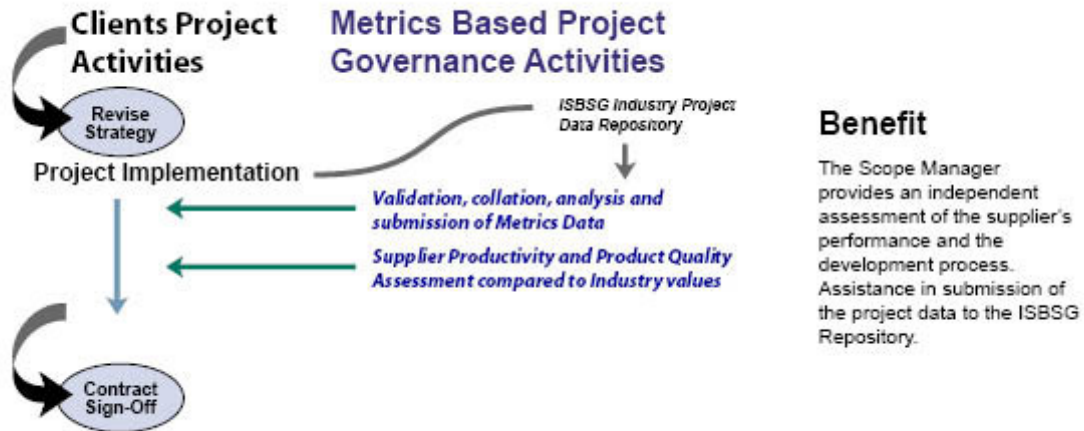 Clients Project
Activities
Metrics Based Project
Governance Activities
Revise
Strategy
ISBSG Industry Project
Data Repository
Project Implementation
Validation, collation, analysis and
submission of Metrics Data
Supplier Productivity and Product Quality
Assessment compared to Industry values
Contract
Sign-Off
Benefit
The Scope Manager
provides an independent
assessment of the supplier's
performance and the
development process.
Assistance in submission of
the project data to the ISBSG
Repository.